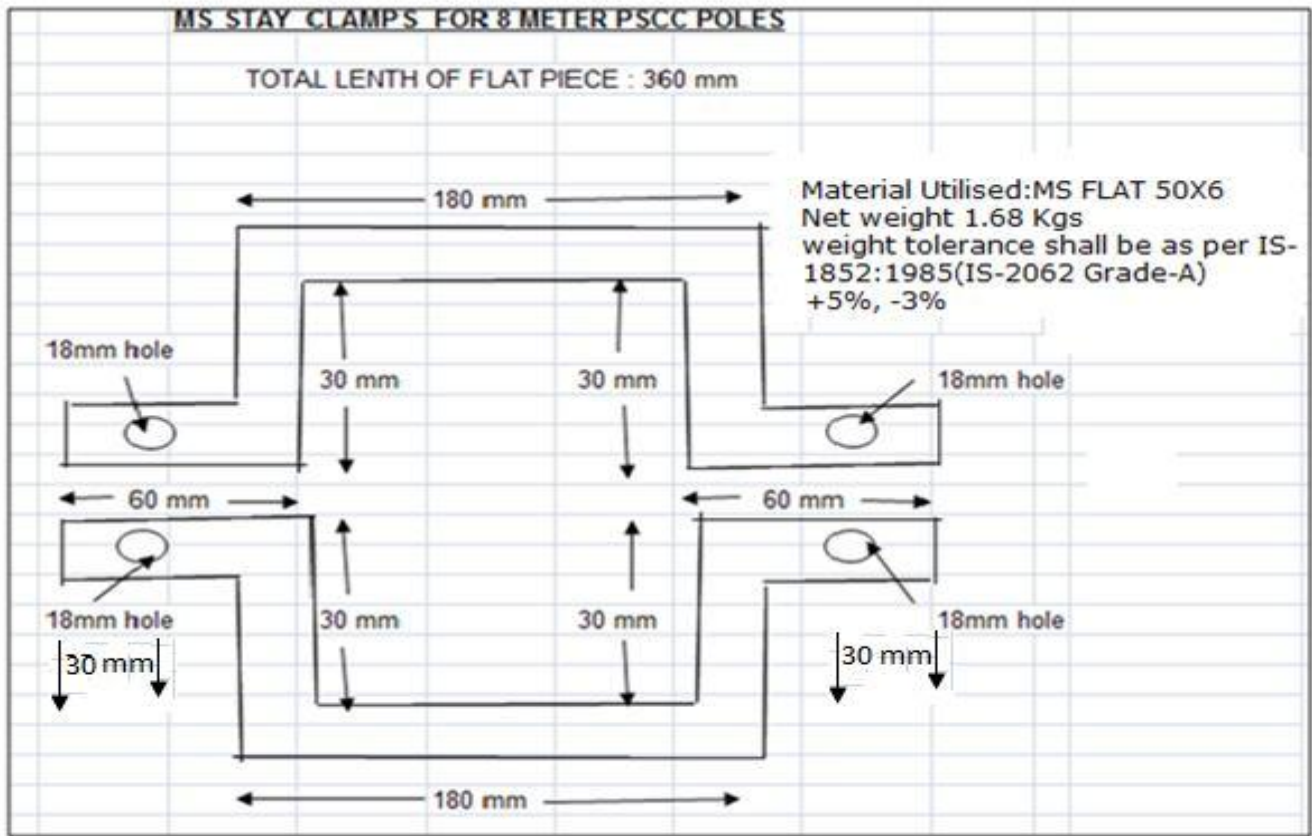 MS STAY CLAMPS FOR 8 METER PSCC POLES
TOTAL LENTH OF FLAT PIECE : 360 mm
180 mm
Material Utilised:MS FLAT 50X6
Net weight 1.68 Kgs
weight tolerance shall be as per IS-
1852:1985(IS-2062 Grade-A)
+5%, -3%
18mm hole
30 mm
30 mm
18mm hole
60 mm
60 mm
18mm hole
30 mm
30 mm
18mm hole
30 mm
30 mm
180 mm